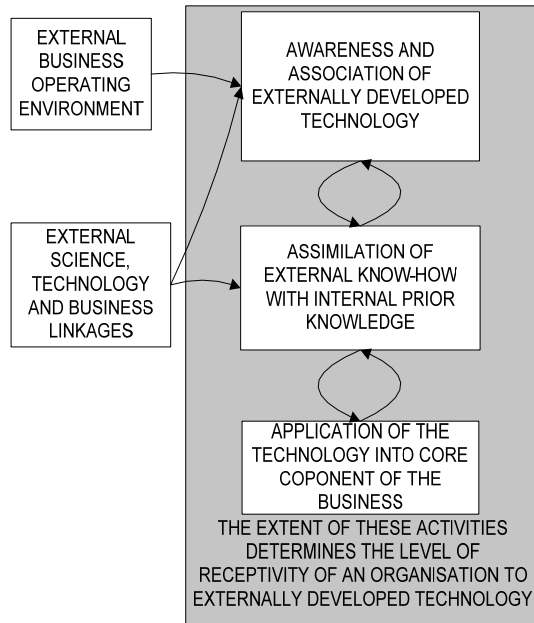 EXTERNAL
BUSINESS
OPERATING
ENVIRONMENT
AWARENESS AND
ASSOCIATION OF
EXTERNALLY DEVELOPED
TECHNOLOGY
EXTERNAL
SCIENCE,
TECHNOLOGY
AND BUSINESS
LINKAGES
ASSIMILATION OF
EXTERNAL KNOW-HOW
WITH INTERNAL PRIOR
KNOWLEDGE
APPLICATION OF THE
TECHNOLOGY INTO CORE
COPONENT OF THE
BUSINESS
THE EXTENT OF THESE ACTIVITIES
DETERMINES THE LEVEL OF
RECEPTIVITY OF AN ORGANISATION TO
EXTERNALLY DEVELOPED TECHNOLOGY